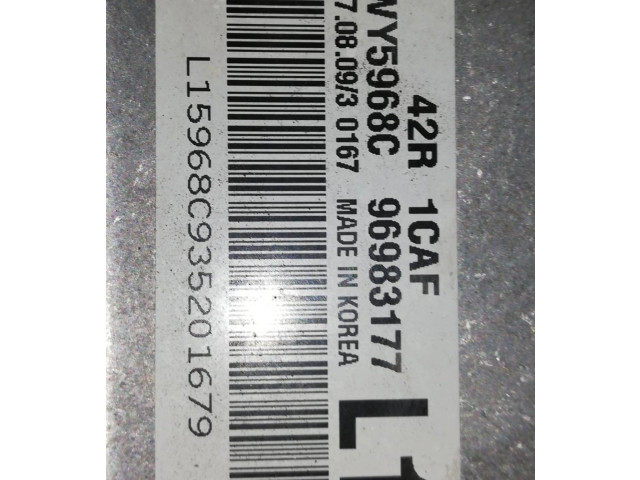 42R 1CAF
WY5968C 96983177
7.08.09/3 0167 MADE IN KOREA
L1
L15968C935201679